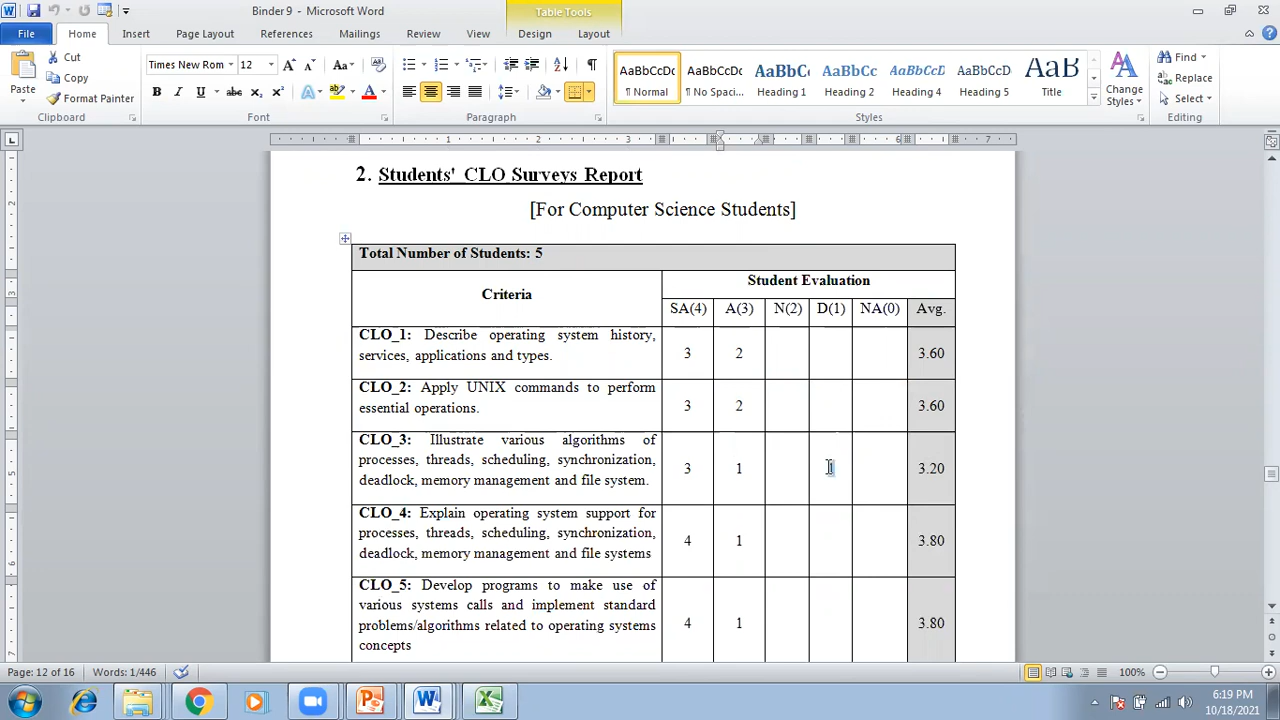 Binder 9 - Microsoft Word
Table Tools
File Home Insert Page Layout References Mailings Review View Design Layout
Paste
Cut
Copy
Format Painter
Clipboard
Times New Rom 12
Font
Paragraph
AaBbCcDc AaBbCcDc AaBbCc AaBbCc AaBbCcD AaBbCcDc AaB
¶ Normal ¶ No Spaci... Heading 1 Heading 2 Heading 4 Heading 5 Title
Change Styles
Styles
Find
Replace
Select
Editing
2. Students' CLO Surveys Report
[For Computer Science Students]
Total Number of Students: 5
Criteria
Student Evaluation
SA(4) A(3) N(2) D(1) NA(0) Avg.
CLO_1: Describe operating system history,
services, applications and types.
3 2 3.60
CLO_2: Apply UNIX commands to perform
essential operations.
3 2 3.60
CLO_3: Illustrate various algorithms of
processes, threads, scheduling, synchronization,
deadlock, memory management and file system.
3 1 1 3.20
CLO_4: Explain operating system support for
processes, threads, scheduling, synchronization,
deadlock, memory management and file systems
4 1 3.80
CLO_5: Develop programs to make use of
various systems calls and implement standard
problems/algorithms related to operating systems
concepts
4 1 3.80
Page: 12 of 16 Words: 1/446 100%
6:19 PM
10/18/2021